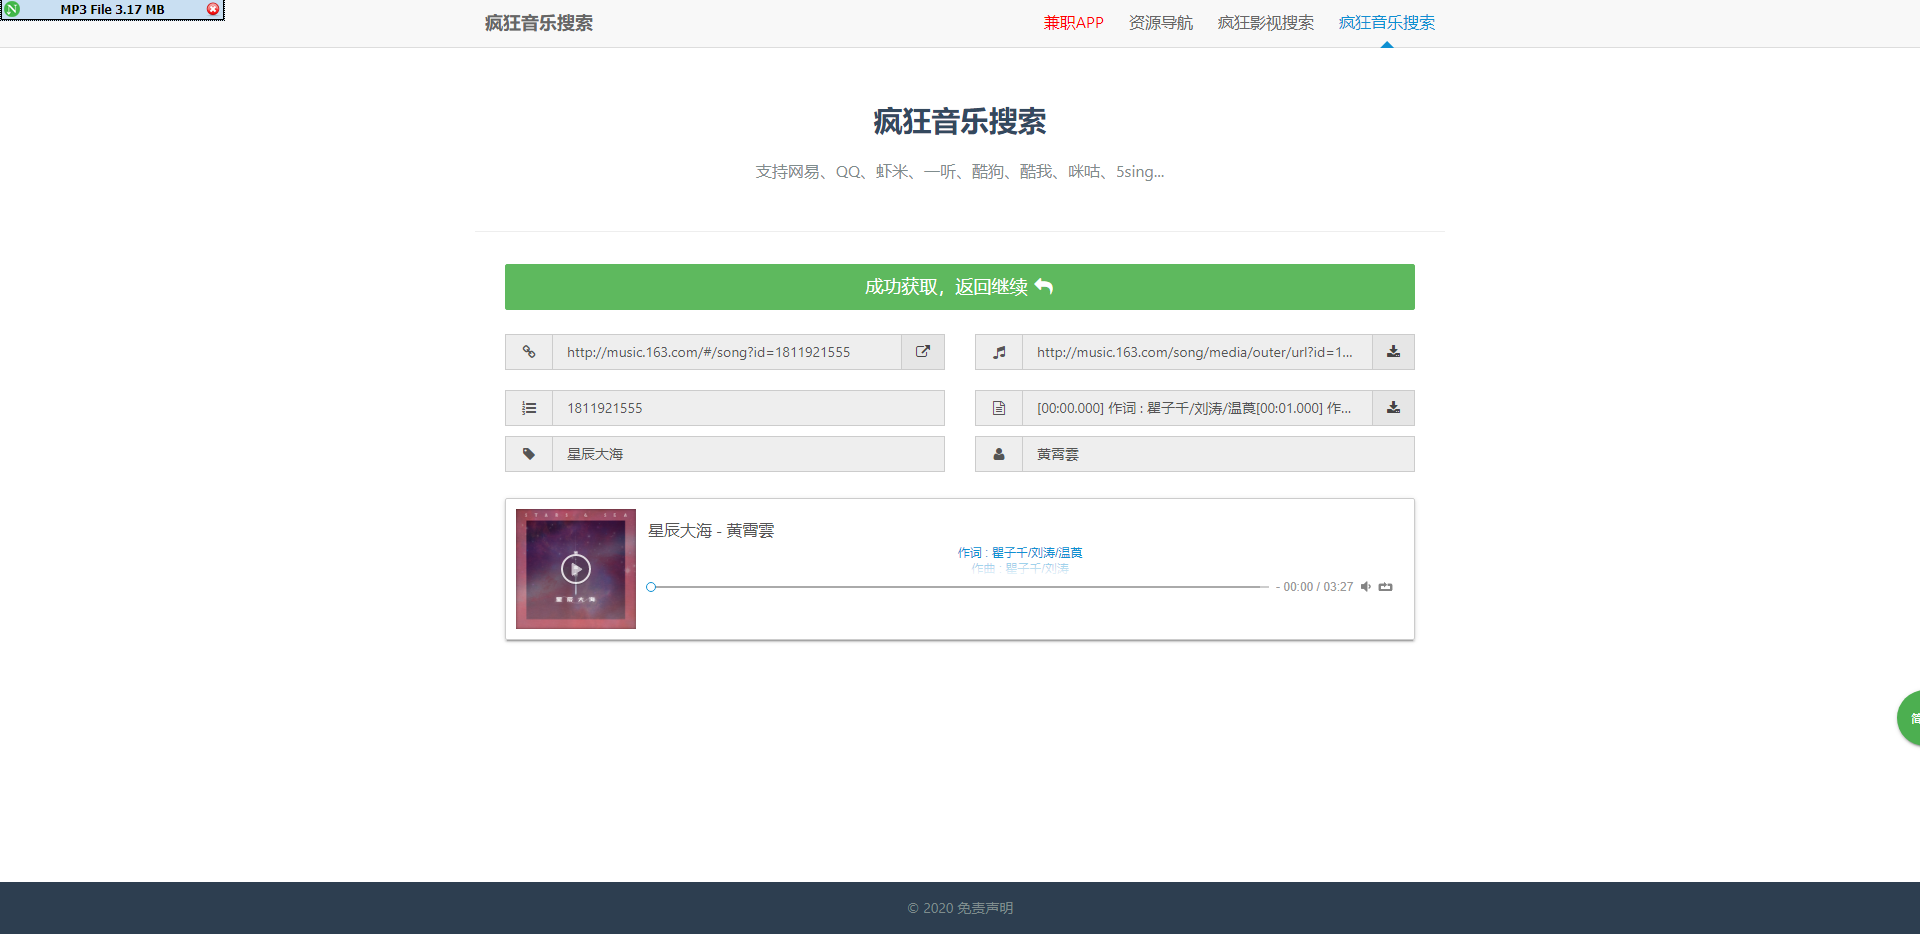 MP3 File 3.17 MB
疯狂音乐搜索
兼职APP
资源导航
疯狂影视搜索
疯狂音乐搜索
疯狂音乐搜索
支持网易、QQ、虾米、一听、酷狗、酷我、咪咕、5sing...
成功获取，返回继续
http://music.163.com/#/song?id=1811921555
http://music.163.com/song/media/outer/url?id=1...
1811921555
[00:00.000] 作词 : 瞿子千/刘涛/温莨[00:01.000] 作...
星辰大海
黄霄雲
STARS & SEA
星辰大海
星辰大海 - 黄霄雲
作词 : 瞿子千/刘涛/温莨
作曲 : 瞿子千/刘涛
- 00:00 / 03:27
© 2020 免责声明